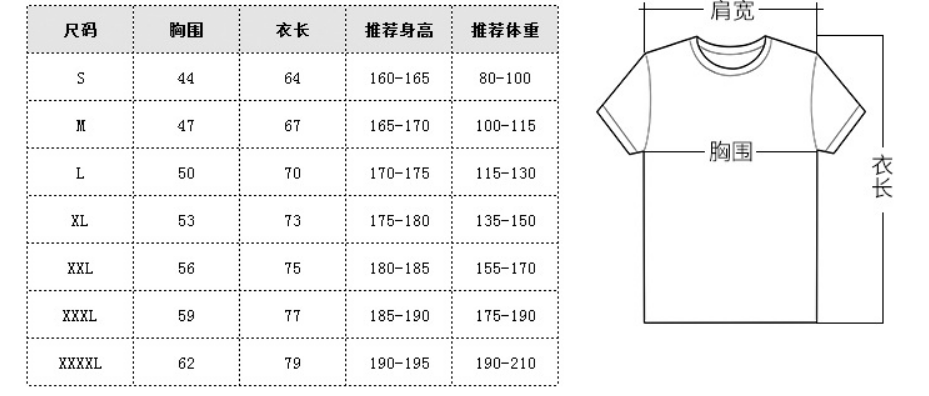 尺码 胸围 衣长 推荐身高 推荐体重
S 44 64 160-165 80-100
M 47 67 165-170 100-115
L 50 70 170-175 115-130
XL 53 73 175-180 135-150
XXL 56 75 180-185 155-170
XXXL 59 77 185-190 175-190
XXXXL 62 79 190-195 190-210
肩宽
胸围
衣长